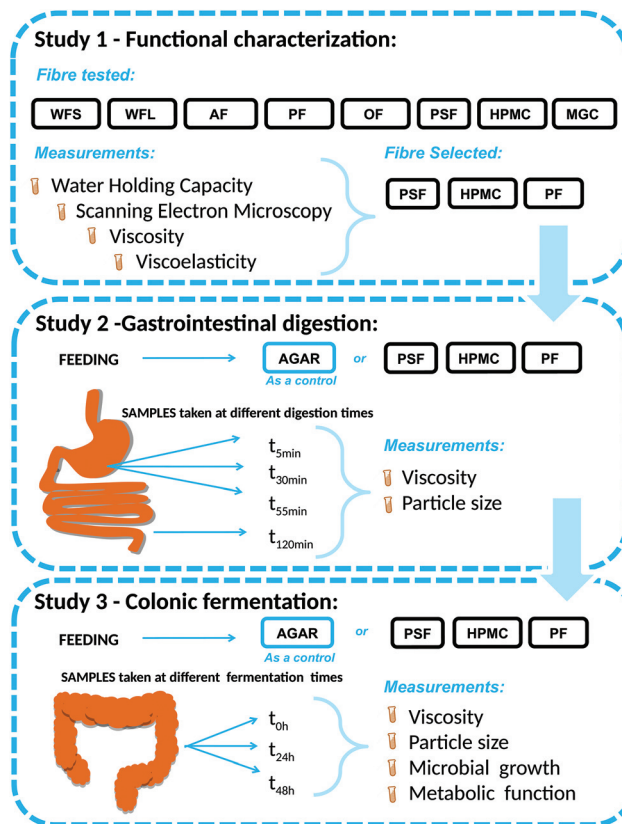 Study 1 - Functional characterization:
Fibre tested:
WFS WFL AF PF OF PSF HPMC MGC
Measurements:
Fibre Selected:
Water Holding Capacity
Scanning Electron Microscopy
Viscosity
Viscoelasticity
PSF HPMC PF
Study 2 -Gastrointestinal digestion:
FEEDING AGAR or PSF HPMC PF
As a control
SAMPLES taken at different digestion times
t5min
t30min
t55min
t120min
Measurements:
Viscosity
Particle size
Study 3 - Colonic fermentation:
FEEDING AGAR or PSF HPMC PF
As a control
SAMPLES taken at different fermentation times
t0h
t24h
t48h
Measurements:
Viscosity
Particle size
Microbial growth
Metabolic function